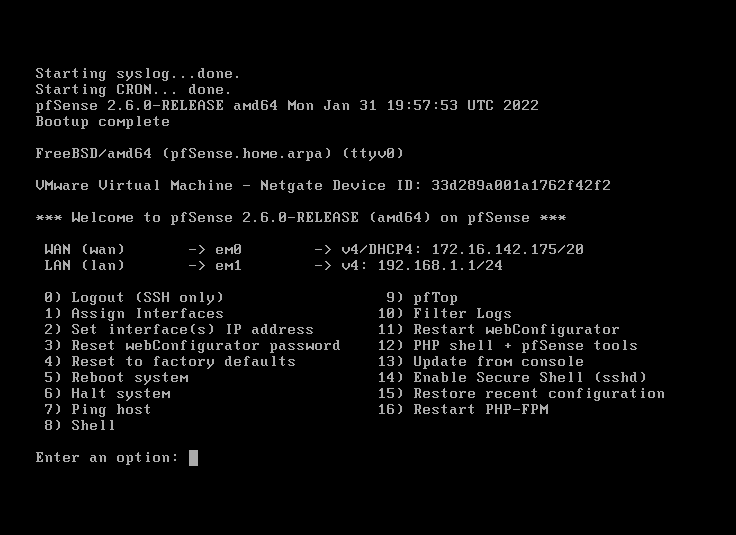 Starting syslog...done.
Starting CRON... done.
pfSense 2.6.0-RELEASE amd64 Mon Jan 31 19:57:53 UTC 2022
Bootup complete
FreeBSD/amd64 (pfSense.home.arpa) (ttyv0)
VMware Virtual Machine - Netgate Device ID: 33d289a001a1762f42f2
*** Welcome to pfSense 2.6.0-RELEASE (amd64) on pfSense ***
WAN (wan)       -> em0        -> v4/DHCP4: 172.16.142.175/20
LAN (lan)       -> em1        -> v4: 192.168.1.1/24
0) Logout (SSH only)                  9) pfTop
1) Assign Interfaces                 10) Filter Logs
2) Set interface(s) IP address       11) Restart webConfigurator
3) Reset webConfigurator password    12) PHP shell + pfSense tools
4) Reset to factory defaults         13) Update from console
5) Reboot system                     14) Enable Secure Shell (sshd)
6) Halt system                       15) Restore recent configuration
7) Ping host                         16) Restart PHP-FPM
8) Shell
Enter an option: